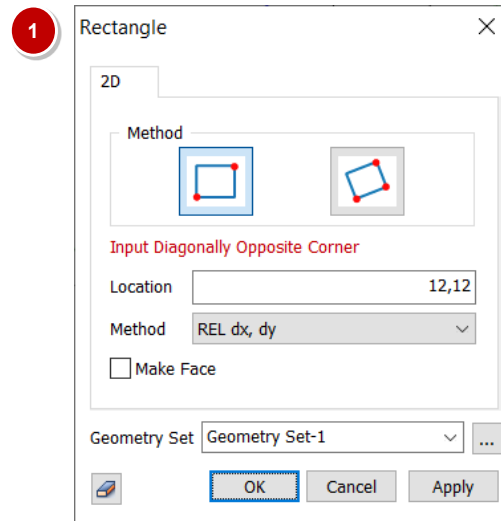 1
Rectangle
2D
Method
Input Diagonally Opposite Corner
Location 12,12
Method REL dx, dy
Make Face
Geometry Set Geometry Set-1 ...
OK Cancel Apply